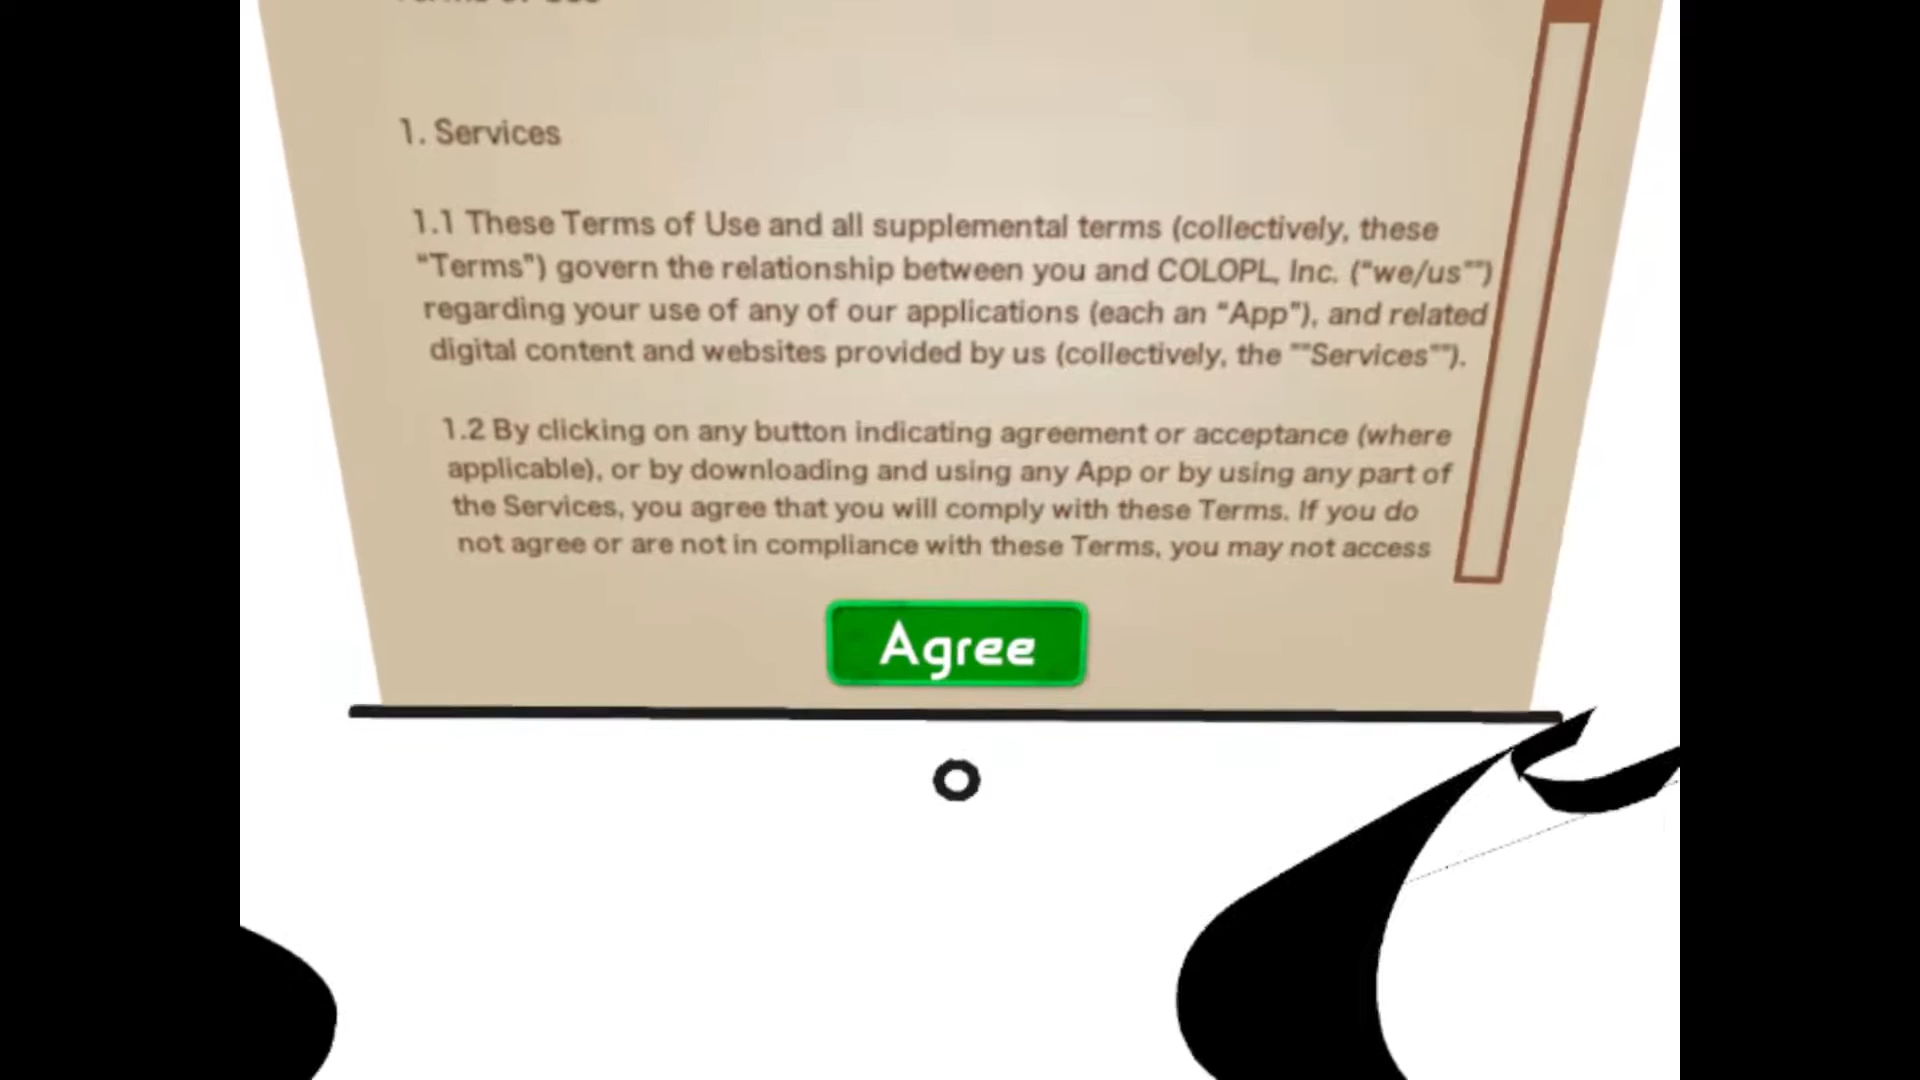 Terms of Use
1. Services
1.1 These Terms of Use and all supplemental terms (collectively, these
“Terms”) govern the relationship between you and COLOPL, Inc. (“we/us””)
regarding your use of any of our applications (each an “App”), and related
digital content and websites provided by us (collectively, the ””Services””).
1.2 By clicking on any button indicating agreement or acceptance (where
applicable), or by downloading and using any App or by using any part of
the Services, you agree that you will comply with these Terms. If you do
not agree or are not in compliance with these Terms, you may not access
Agree